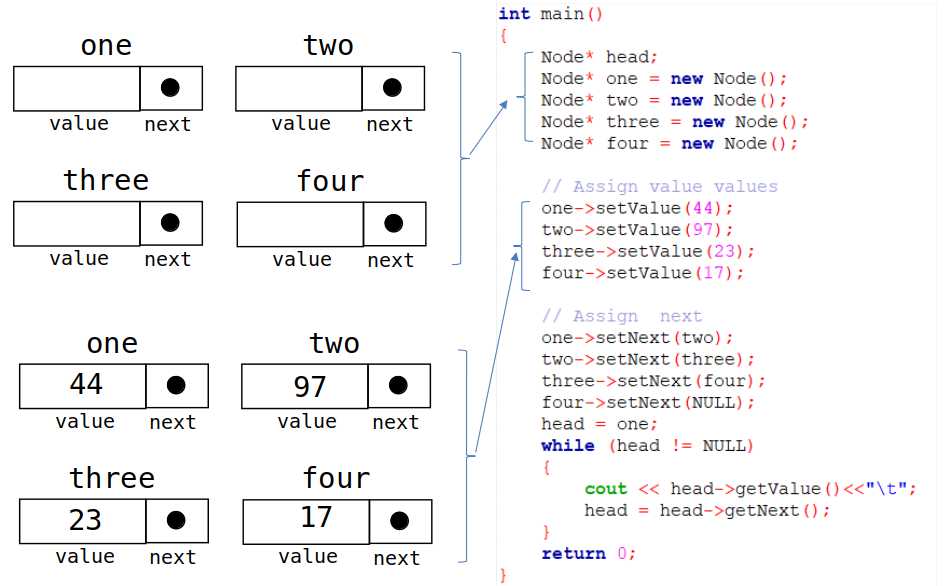 one two
value next value next
three four
value next value next
one two
44 97
value next value next
three four
23 17
value next value next
int main()
{
Node* head;
Node* one = new Node();
Node* two = new Node();
Node* three = new Node();
Node* four = new Node();
// Assign value values
one->setValue(44);
two->setValue(97);
three->setValue(23);
four->setValue(17);
// Assign  next
one->setNext(two);
two->setNext(three);
three->setNext(four);
four->setNext(NULL);
head = one;
while (head != NULL)
{
cout << head->getValue()<<"\t";
head = head->getNext();
}
return 0;
}